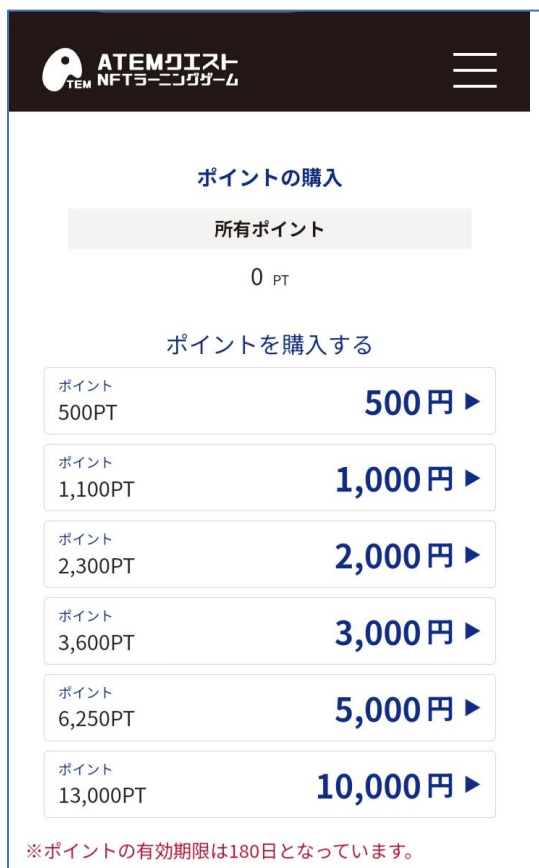 ATEMクエスト
TEM NFTラーニングゲーム
ポイントの購入
所有ポイント
0 PT
ポイントを購入する
ポイント
500PT
500円▶
ポイント
1,100PT
1,000円▶
ポイント
2,300PT
2,000円▶
ポイント
3,600PT
3,000円▶
ポイント
6,250PT
5,000円▶
ポイント
13,000PT
10,000円▶
※ポイントの有効期限は180日となっています。